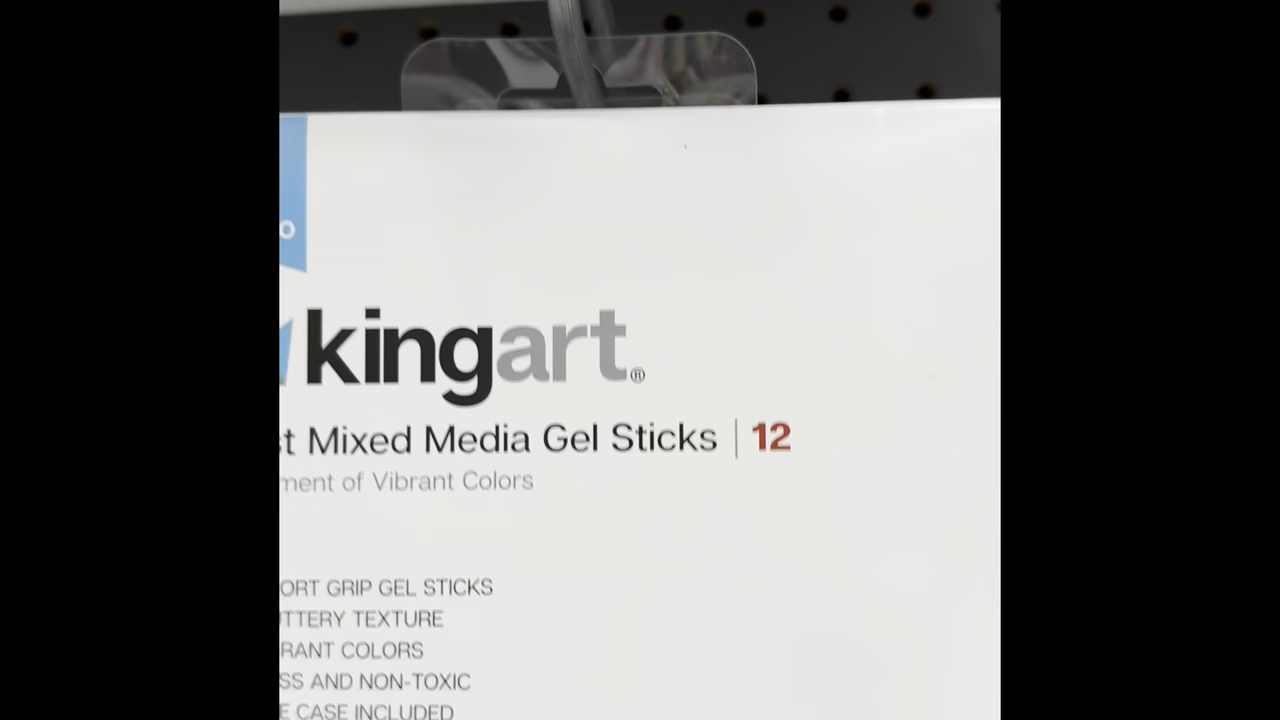 O
kingart®
st Mixed Media Gel Sticks | 12
ment of Vibrant Colors
ORT GRIP GEL STICKS
TTERY TEXTURE
RANT COLORS
SS AND NON-TOXIC
E CASE INCLUDED